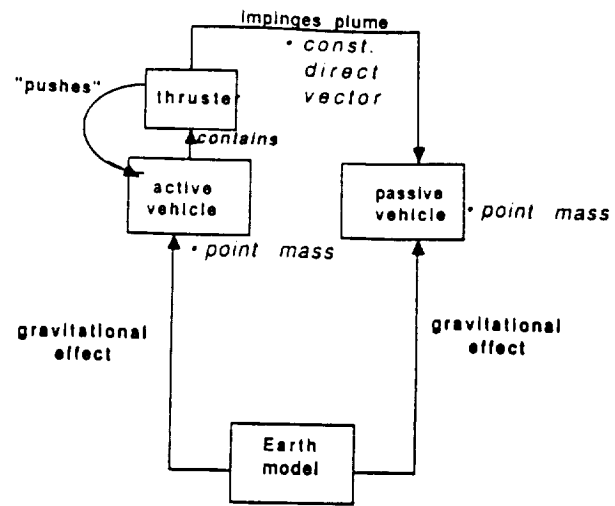 Impinges plume
• const.
direct
vector
"pushes"
thruster
contains
active
vehicle
• point mass
passive
vehicle
• point mass
gravitational
effect
gravitational
effect
Earth
model